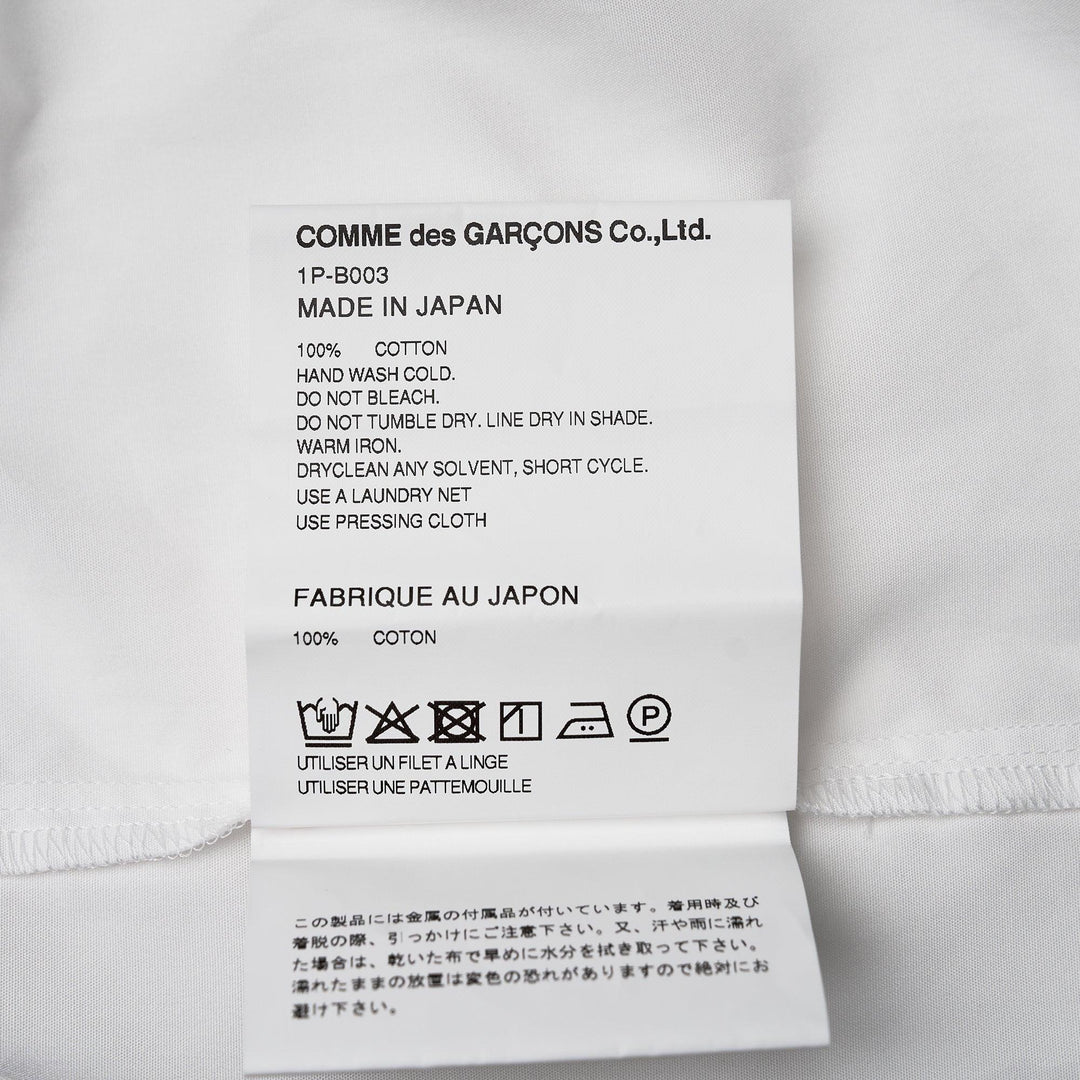 COMME des GARÇONS Co.,Ltd.
1P-B003
MADE IN JAPAN
100% COTTON
HAND WASH COLD.
DO NOT BLEACH.
DO NOT TUMBLE DRY. LINE DRY IN SHADE.
WARM IRON.
DRYCLEAN ANY SOLVENT, SHORT CYCLE.
USE A LAUNDRY NET
USE PRESSING CLOTH
FABRIQUE AU JAPON
100% COTON
P
UTILISER UN FILET A LINGE
UTILISER UNE PATTEMOUILLE
この製品には金属の付属品が付いています。着用時及び
着脱の際、引っかけにご注意下さい。又、汗や雨に濡れ
た場合は、乾いた布で早めに水分を拭き取って下さい。
濡れたままの放置は変色の恐れがありますので絶対にお
避け下さい。